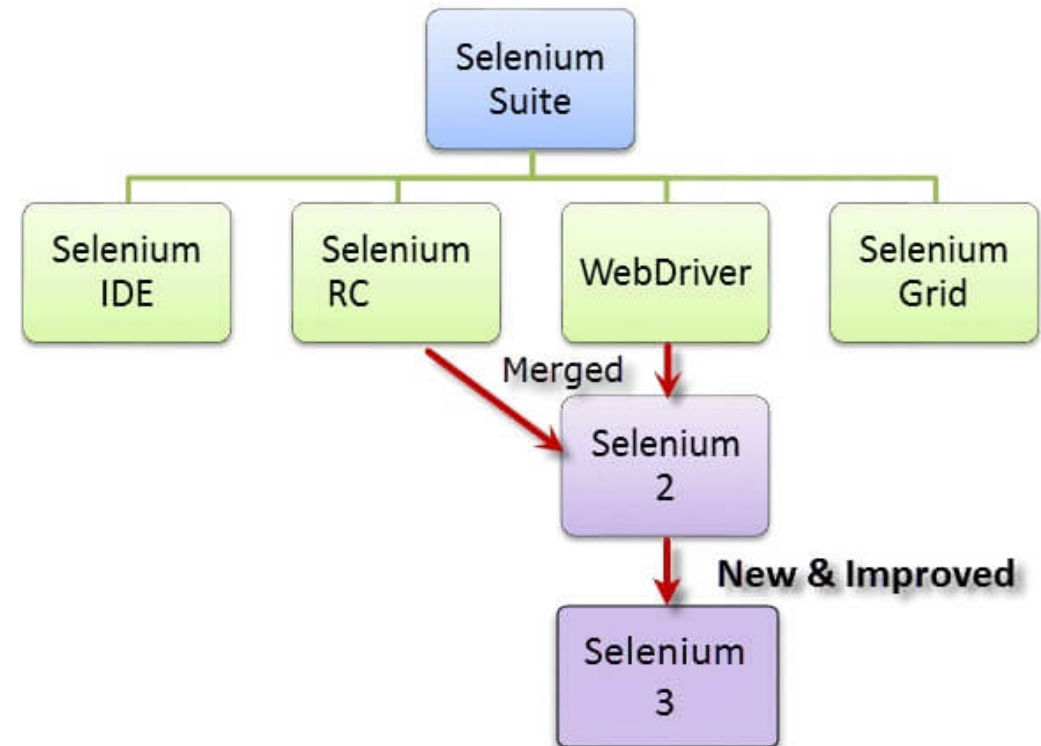 Selenium
Suite
Selenium
IDE
Selenium
RC
WebDriver
Selenium
Grid
Merged
Selenium
2
New & Improved
Selenium
3